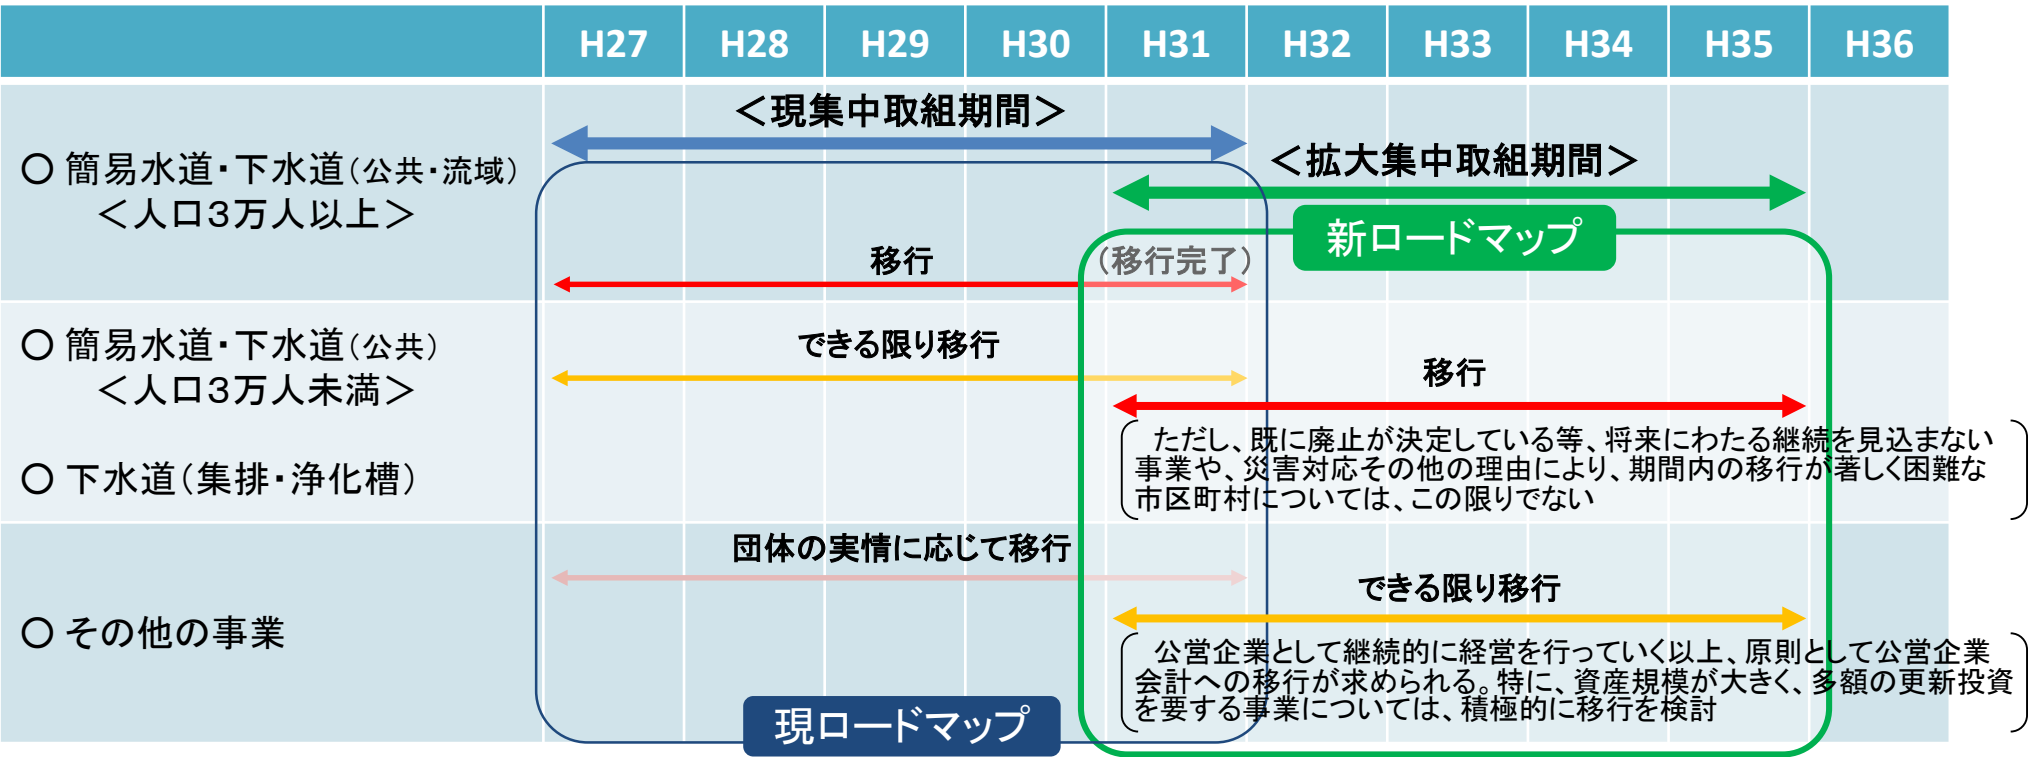 H27 H28 H29 H30 H31 H32 H33 H34 H35 H36
＜現集中取組期間＞
＜拡大集中取組期間＞
新ロードマップ
○ 簡易水道・下水道（公共・流域）
＜人口３万人以上＞
移行
（移行完了）
○ 簡易水道・下水道（公共）
＜人口３万人未満＞
できる限り移行
移行
○ 下水道（集排・浄化槽）
ただし、既に廃止が決定している等、将来にわたる継続を見込まない
事業や、災害対応その他の理由により、期間内の移行が著しく困難な
市区町村については、この限りでない
団体の実情に応じて移行
○ その他の事業
できる限り移行
公営企業として継続的に経営を行っていく以上、原則として公営企業
会計への移行が求められる。特に、資産規模が大きく、多額の更新投資
を要する事業については、積極的に移行を検討
現ロードマップ